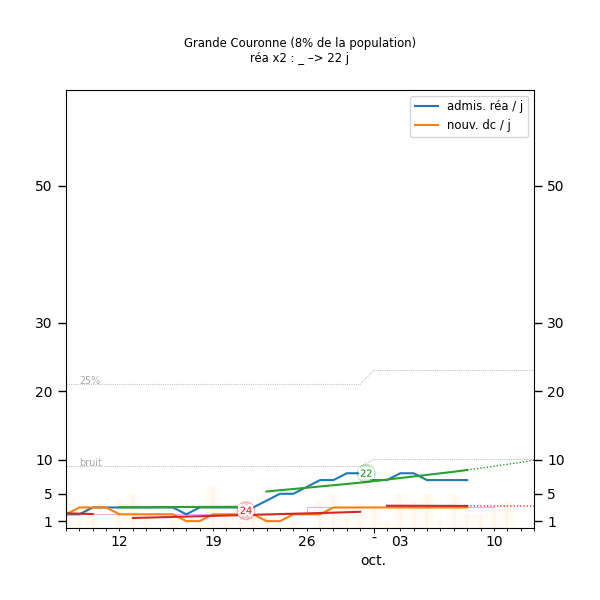 Grande Couronne (8% de la population)
réa x2 : _ –> 22 j
admis. réa / j
nouv. dc / j
50 50
30 30
25%
20 20
bruit
10 10
22
5 5
24
1 1
12 19 26 - 03 10
oct.